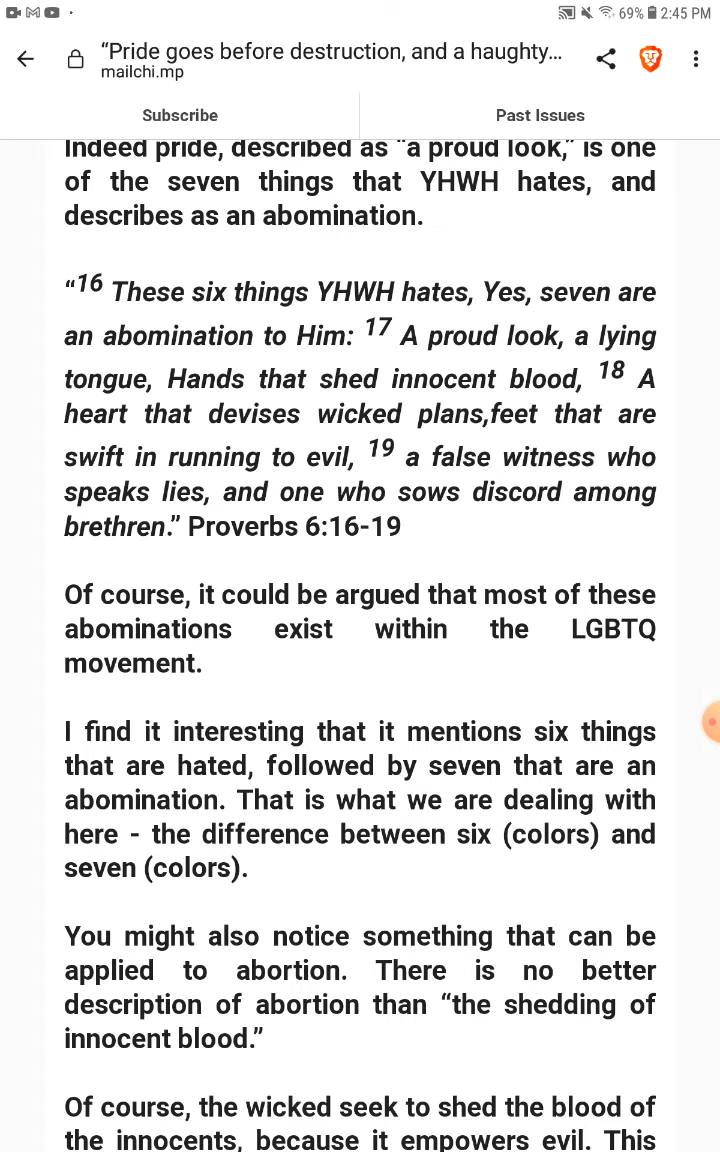 69% 2:45 PM
“Pride goes before destruction, and a haughty...
mailchi.mp
Subscribe
Past Issues
Indeed pride, described as “a proud look,” is one
of the seven things that YHWH hates, and
describes as an abomination.
“16 These six things YHWH hates, Yes, seven are
an abomination to Him: 17 A proud look, a lying
tongue, Hands that shed innocent blood, 18 A
heart that devises wicked plans,feet that are
swift in running to evil, 19 a false witness who
speaks lies, and one who sows discord among
brethren.” Proverbs 6:16-19
Of course, it could be argued that most of these
abominations exist within the LGBTQ
movement.
I find it interesting that it mentions six things
that are hated, followed by seven that are an
abomination. That is what we are dealing with
here - the difference between six (colors) and
seven (colors).
You might also notice something that can be
applied to abortion. There is no better
description of abortion than “the shedding of
innocent blood.”
Of course, the wicked seek to shed the blood of
the innocents, because it empowers evil. This